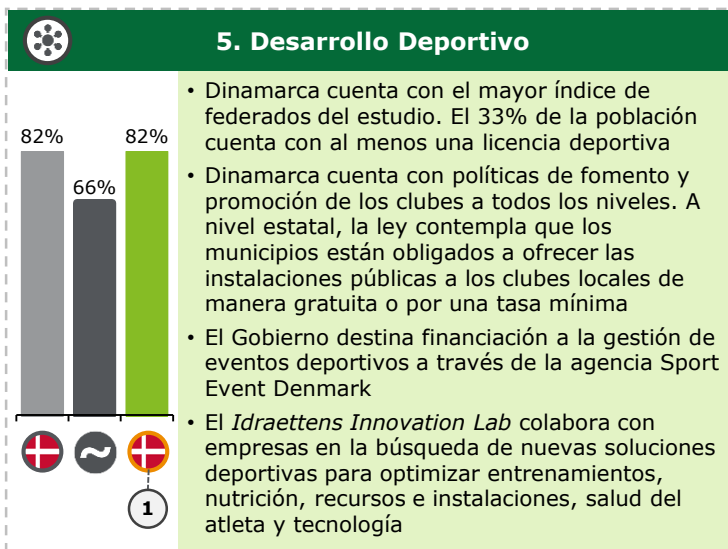 5. Desarrollo Deportivo
82%
66%
82%
1
• Dinamarca cuenta con el mayor índice de
federados del estudio. El 33% de la población
cuenta con al menos una licencia deportiva
• Dinamarca cuenta con políticas de fomento y
promoción de los clubes a todos los niveles. A
nivel estatal, la ley contempla que los
municipios están obligados a ofrecer las
instalaciones públicas a los clubes locales de
manera gratuita o por una tasa mínima
• El Gobierno destina financiación a la gestión de
eventos deportivos a través de la agencia Sport
Event Denmark
• El Idraettens Innovation Lab colabora con
empresas en la búsqueda de nuevas soluciones
deportivas para optimizar entrenamientos,
nutrición, recursos e instalaciones, salud del
atleta y tecnología